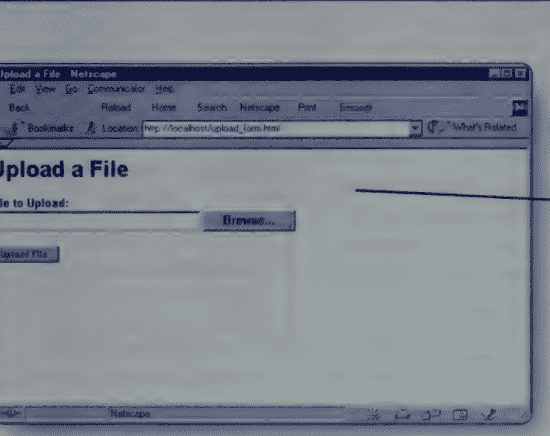 Upload a File Netscape
Edit View Go Communicator Help
Back Reload Home Search Netscape Print Security
Bookmarks Location: http://localhost/upload_form.html What's Related
Upload a File
le to Upload:
Browse...
Upload File
Netscape